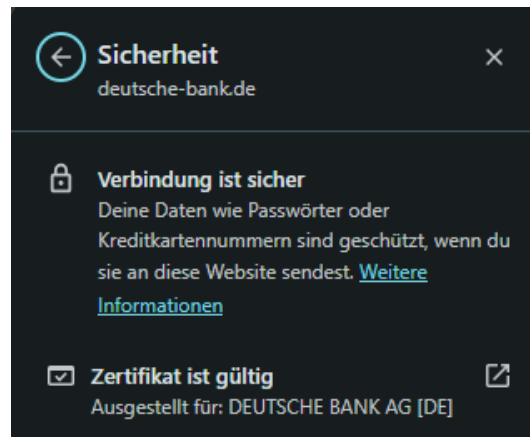 Sicherheit
deutsche-bank.de
Verbindung ist sicher
Deine Daten wie Passwörter oder
Kreditkartennummern sind geschützt, wenn du
sie an diese Website sendest. Weitere
Informationen
Zertifikat ist gültig
Ausgestellt für: DEUTSCHE BANK AG [DE]